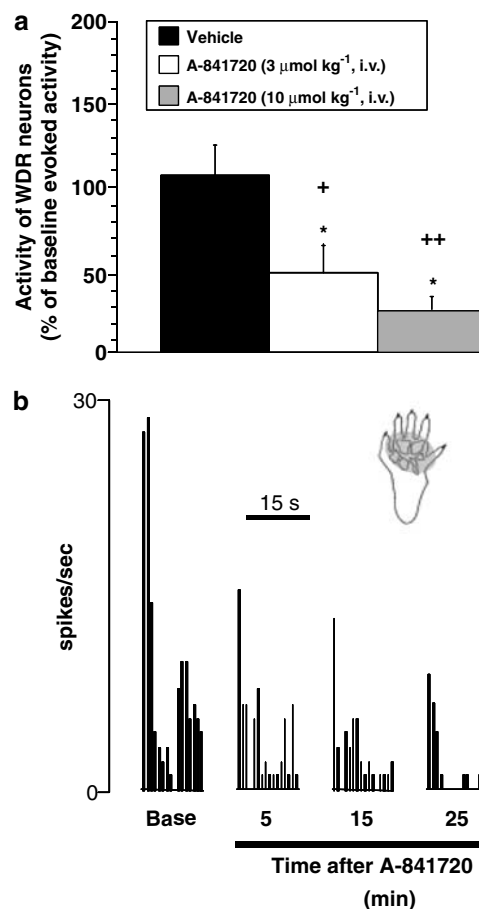 a
200
150
100
50
0
Activity of WDR neurons
(% of baseline evoked activity)
Vehicle
A-841720 (3 μmol kg⁻¹, i.v.)
A-841720 (10 μmol kg⁻¹, i.v.)
+
*
++
*
b
30
0
spikes/sec
15 s
Base 5 15 25
Time after A-841720
(min)